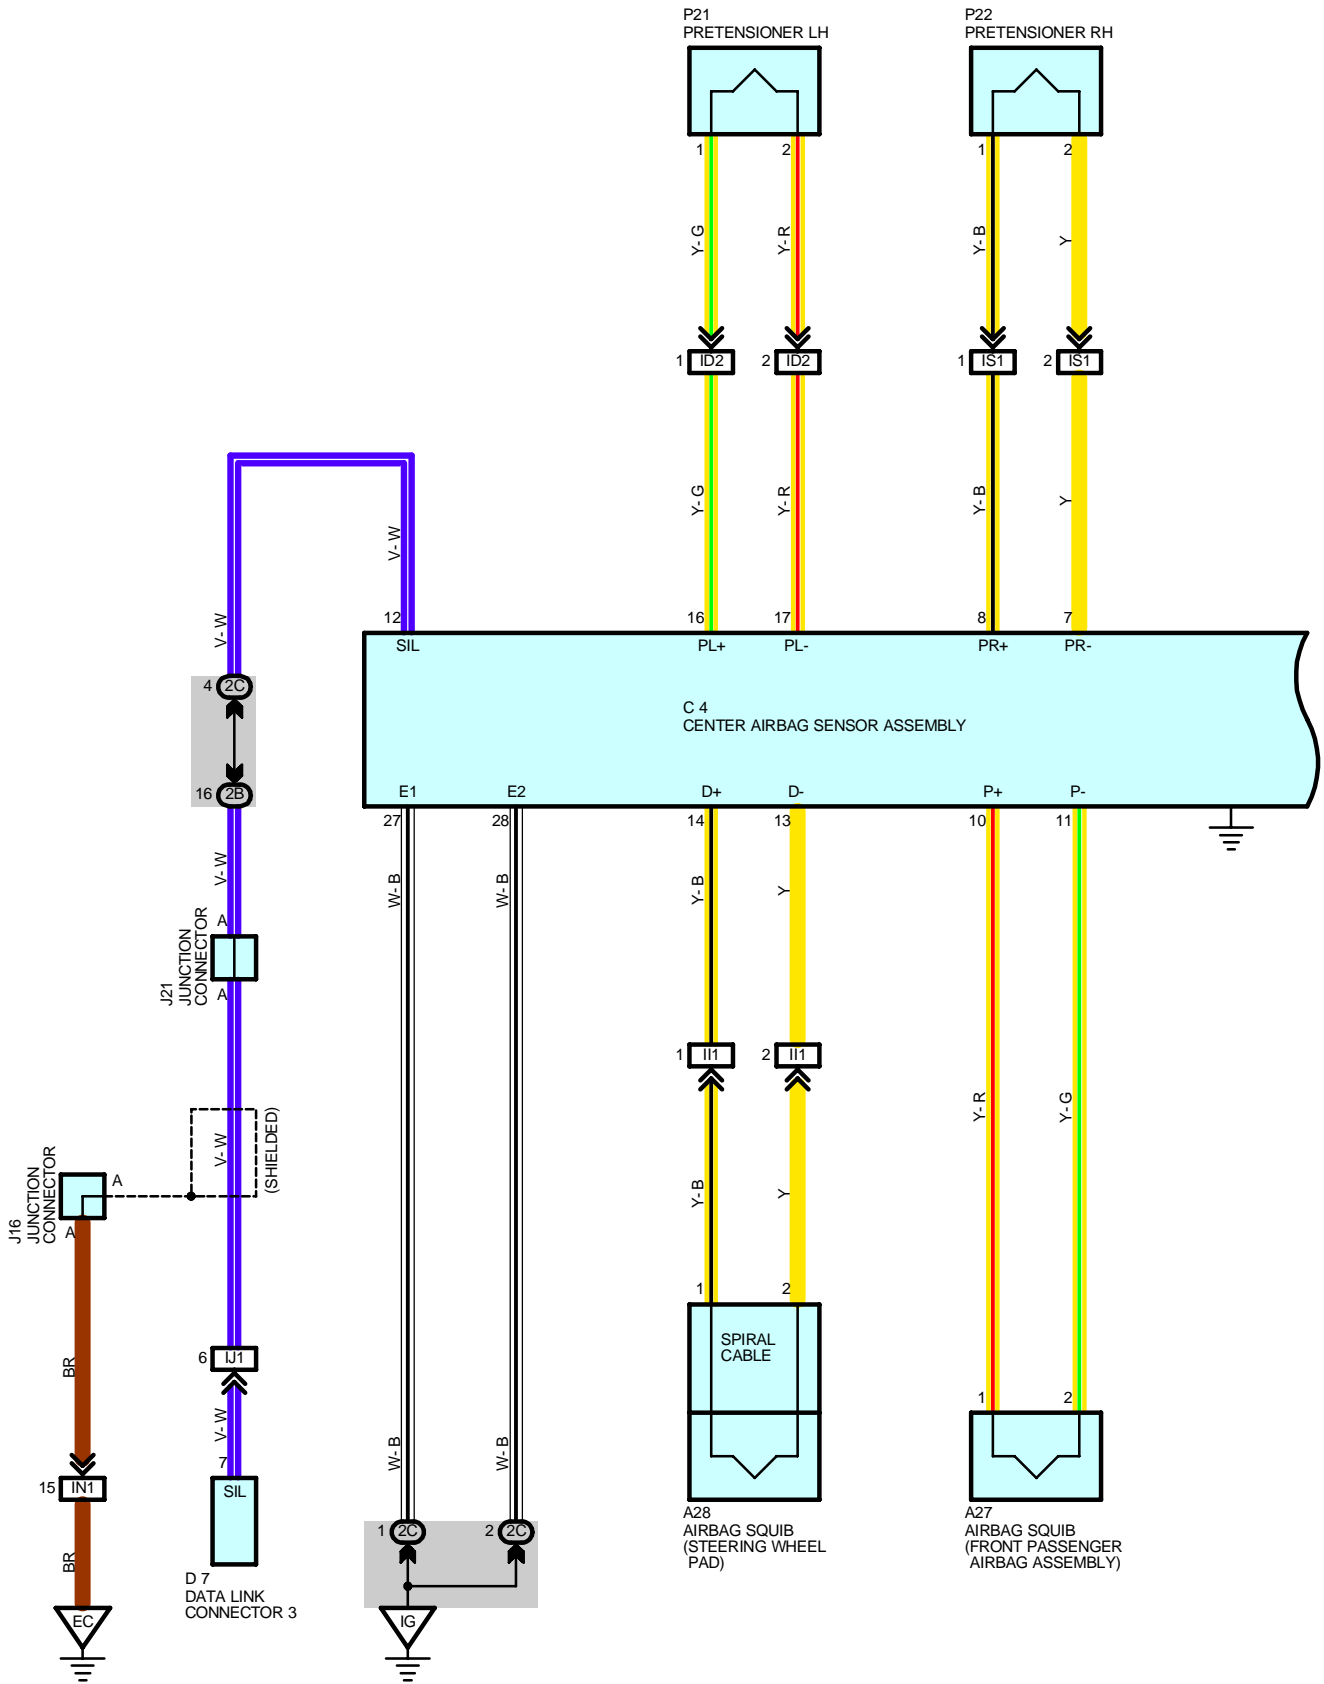 P21
PRETENSIONER LH
P22
PRETENSIONER RH
1
2
1
2
Y-G
Y-R
Y-B
Y
1
ID2
2
ID2
1
IS1
2
IS1
Y-G
Y-R
Y-B
Y
V-W
V-W
12
16
17
8
7
SIL
PL+
PL-
PR+
PR-
4
2C
C 4
CENTER AIRBAG SENSOR ASSEMBLY
16
2B
E1
E2
D+
D-
P+
P-
27
28
14
13
10
11
V-W
W-B
W-B
Y-B
Y
A
J21
JUNCTION
CONNECTOR
A
1
II1
2
II1
(SHIELDED)
V-W
Y-R
Y-G
J16
JUNCTION
CONNECTOR
A
A
Y-B
Y
1
2
SPIRAL
CABLE
6
IJ1
BR
V-W
1
2
7
W-B
W-B
15
IN1
SIL
A28
AIRBAG SQUIB
(STEERING WHEEL
PAD)
A27
AIRBAG SQUIB
(FRONT PASSENGER
AIRBAG ASSEMBLY)
1
2C
2
2C
BR
D 7
DATA LINK
CONNECTOR 3
EC
IG